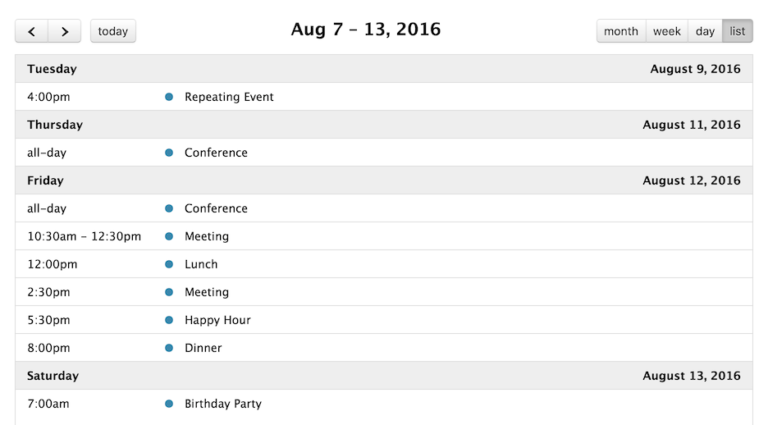 today Aug 7 – 13, 2016 month week day list
Tuesday August 9, 2016
4:00pm Repeating Event
Thursday August 11, 2016
all-day Conference
Friday August 12, 2016
all-day Conference
10:30am - 12:30pm Meeting
12:00pm Lunch
2:30pm Meeting
5:30pm Happy Hour
8:00pm Dinner
Saturday August 13, 2016
7:00am Birthday Party